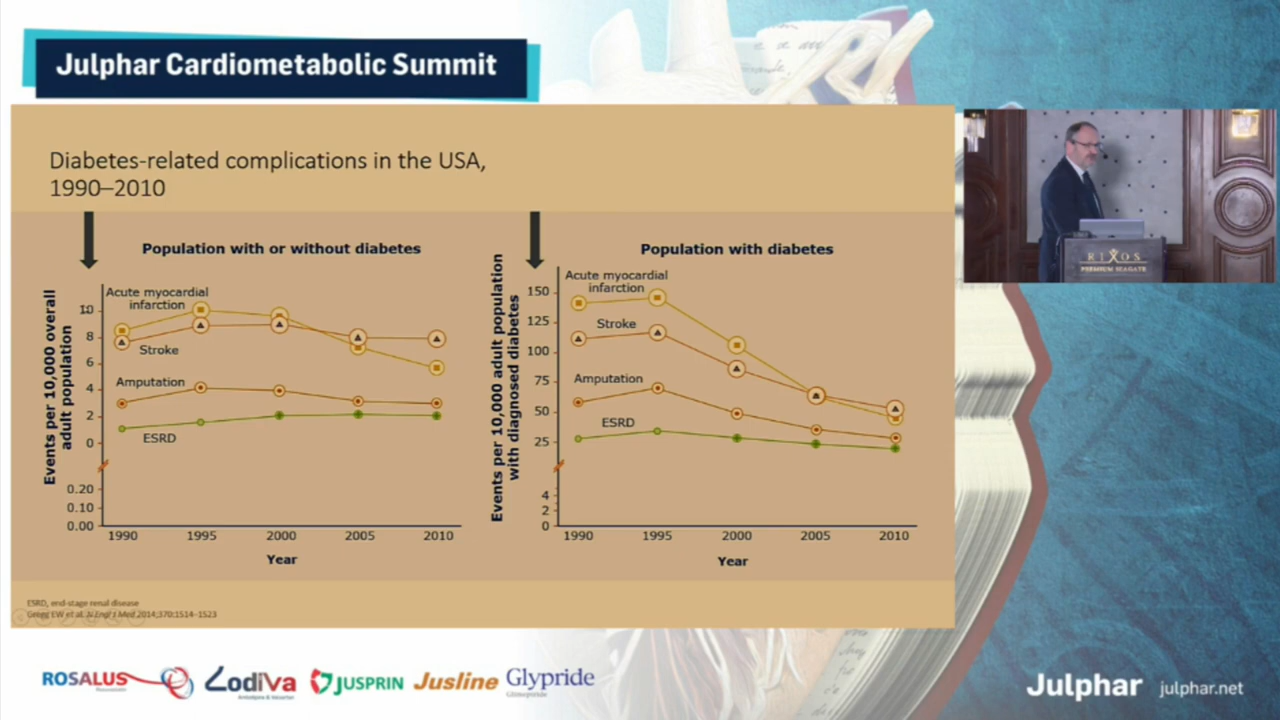 Julphar Cardiometabolic Summit
Diabetes-related complications in the USA,
1990–2010
Population with or without diabetes
Events per 10,000 overall
adult population
Acute myocardial
infarction
Stroke
Amputation
ESRD
10
8
6
4
2
0
0.20
0.10
0.00
1990 1995 2000 2005 2010
Year
Population with diabetes
Events per 10,000 adult population
with diagnosed diabetes
Acute myocardial
infarction
Stroke
Amputation
ESRD
150
125
100
75
50
25
4
2
0
1990 1995 2000 2005 2010
Year
ESRD, end-stage renal disease
Gregg EW et al. N Engl J Med 2014;370:1514–1523
RIXOS
PREMIUM SEAGATE
ROSALUS
Lodiva
Amlodipine & Valsartan
JUSPRIN
Jusline
Glypride
Glimepiride
Julphar
julphar.net